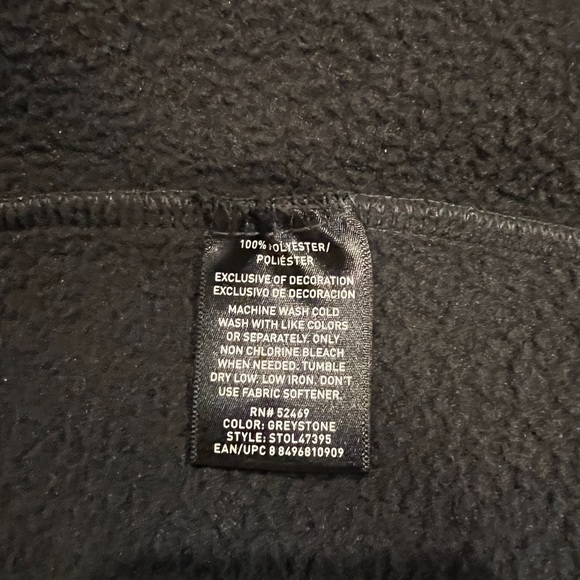 100% POLYESTER/
POLIÉSTER
EXCLUSIVE OF DECORATION
EXCLUSIVO DE DECORACIÓN
MACHINE WASH COLD
WASH WITH LIKE COLORS
OR SEPARATELY. ONLY
NON CHLORINE BLEACH
WHEN NEEDED. TUMBLE
DRY LOW. LOW IRON. DON'T
USE FABRIC SOFTENER.
RN# 52469
COLOR: GREYSTONE
STYLE: STOL47395
EAN/UPC 8 8496810909